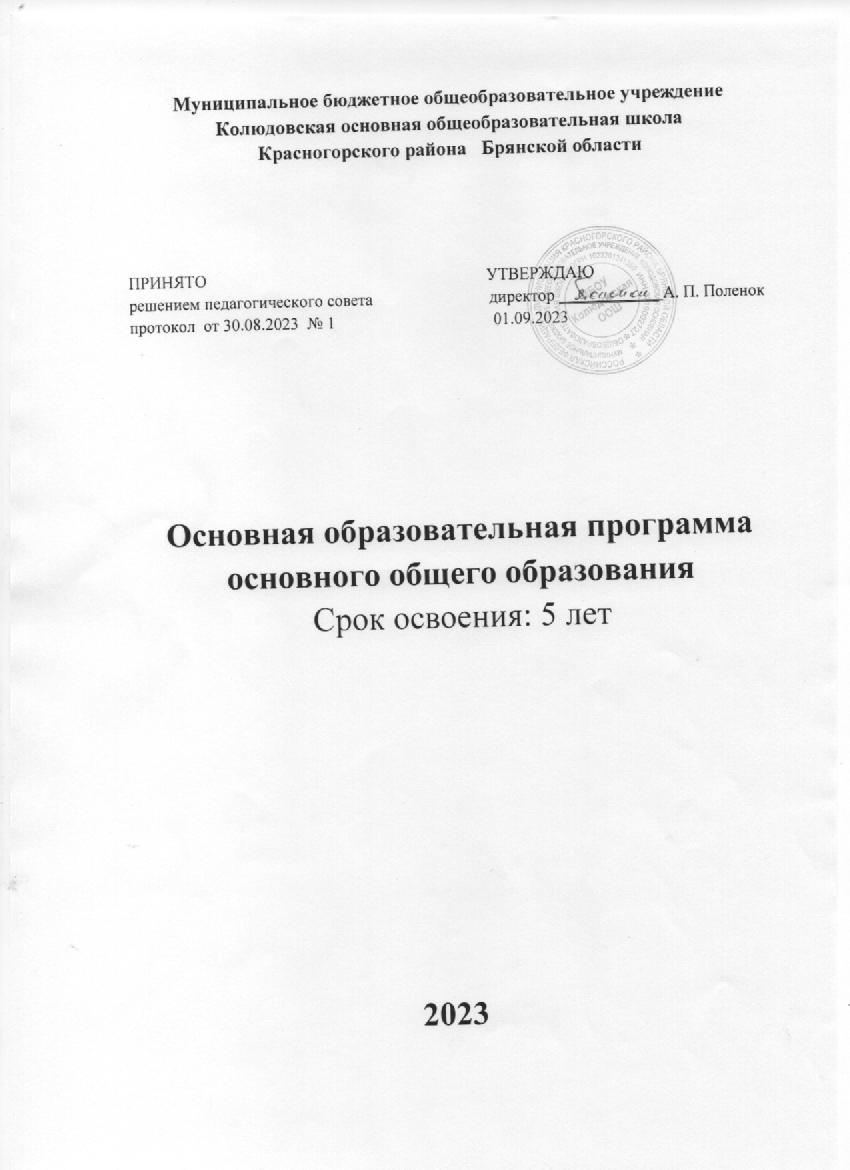 Муниципальное бюджетное общеобразовательное учреждение
Колюдовская основная общеобразовательная школа
Красногорского района Брянской области
ПРИНЯТО
решением педагогического совета
протокол от 30.08.2023 № 1
УТВЕРЖДАЮ
директор А. П. Поленок
01.09.2023
Основная образовательная программа
основного общего образования
Срок освоения: 5 лет
2023